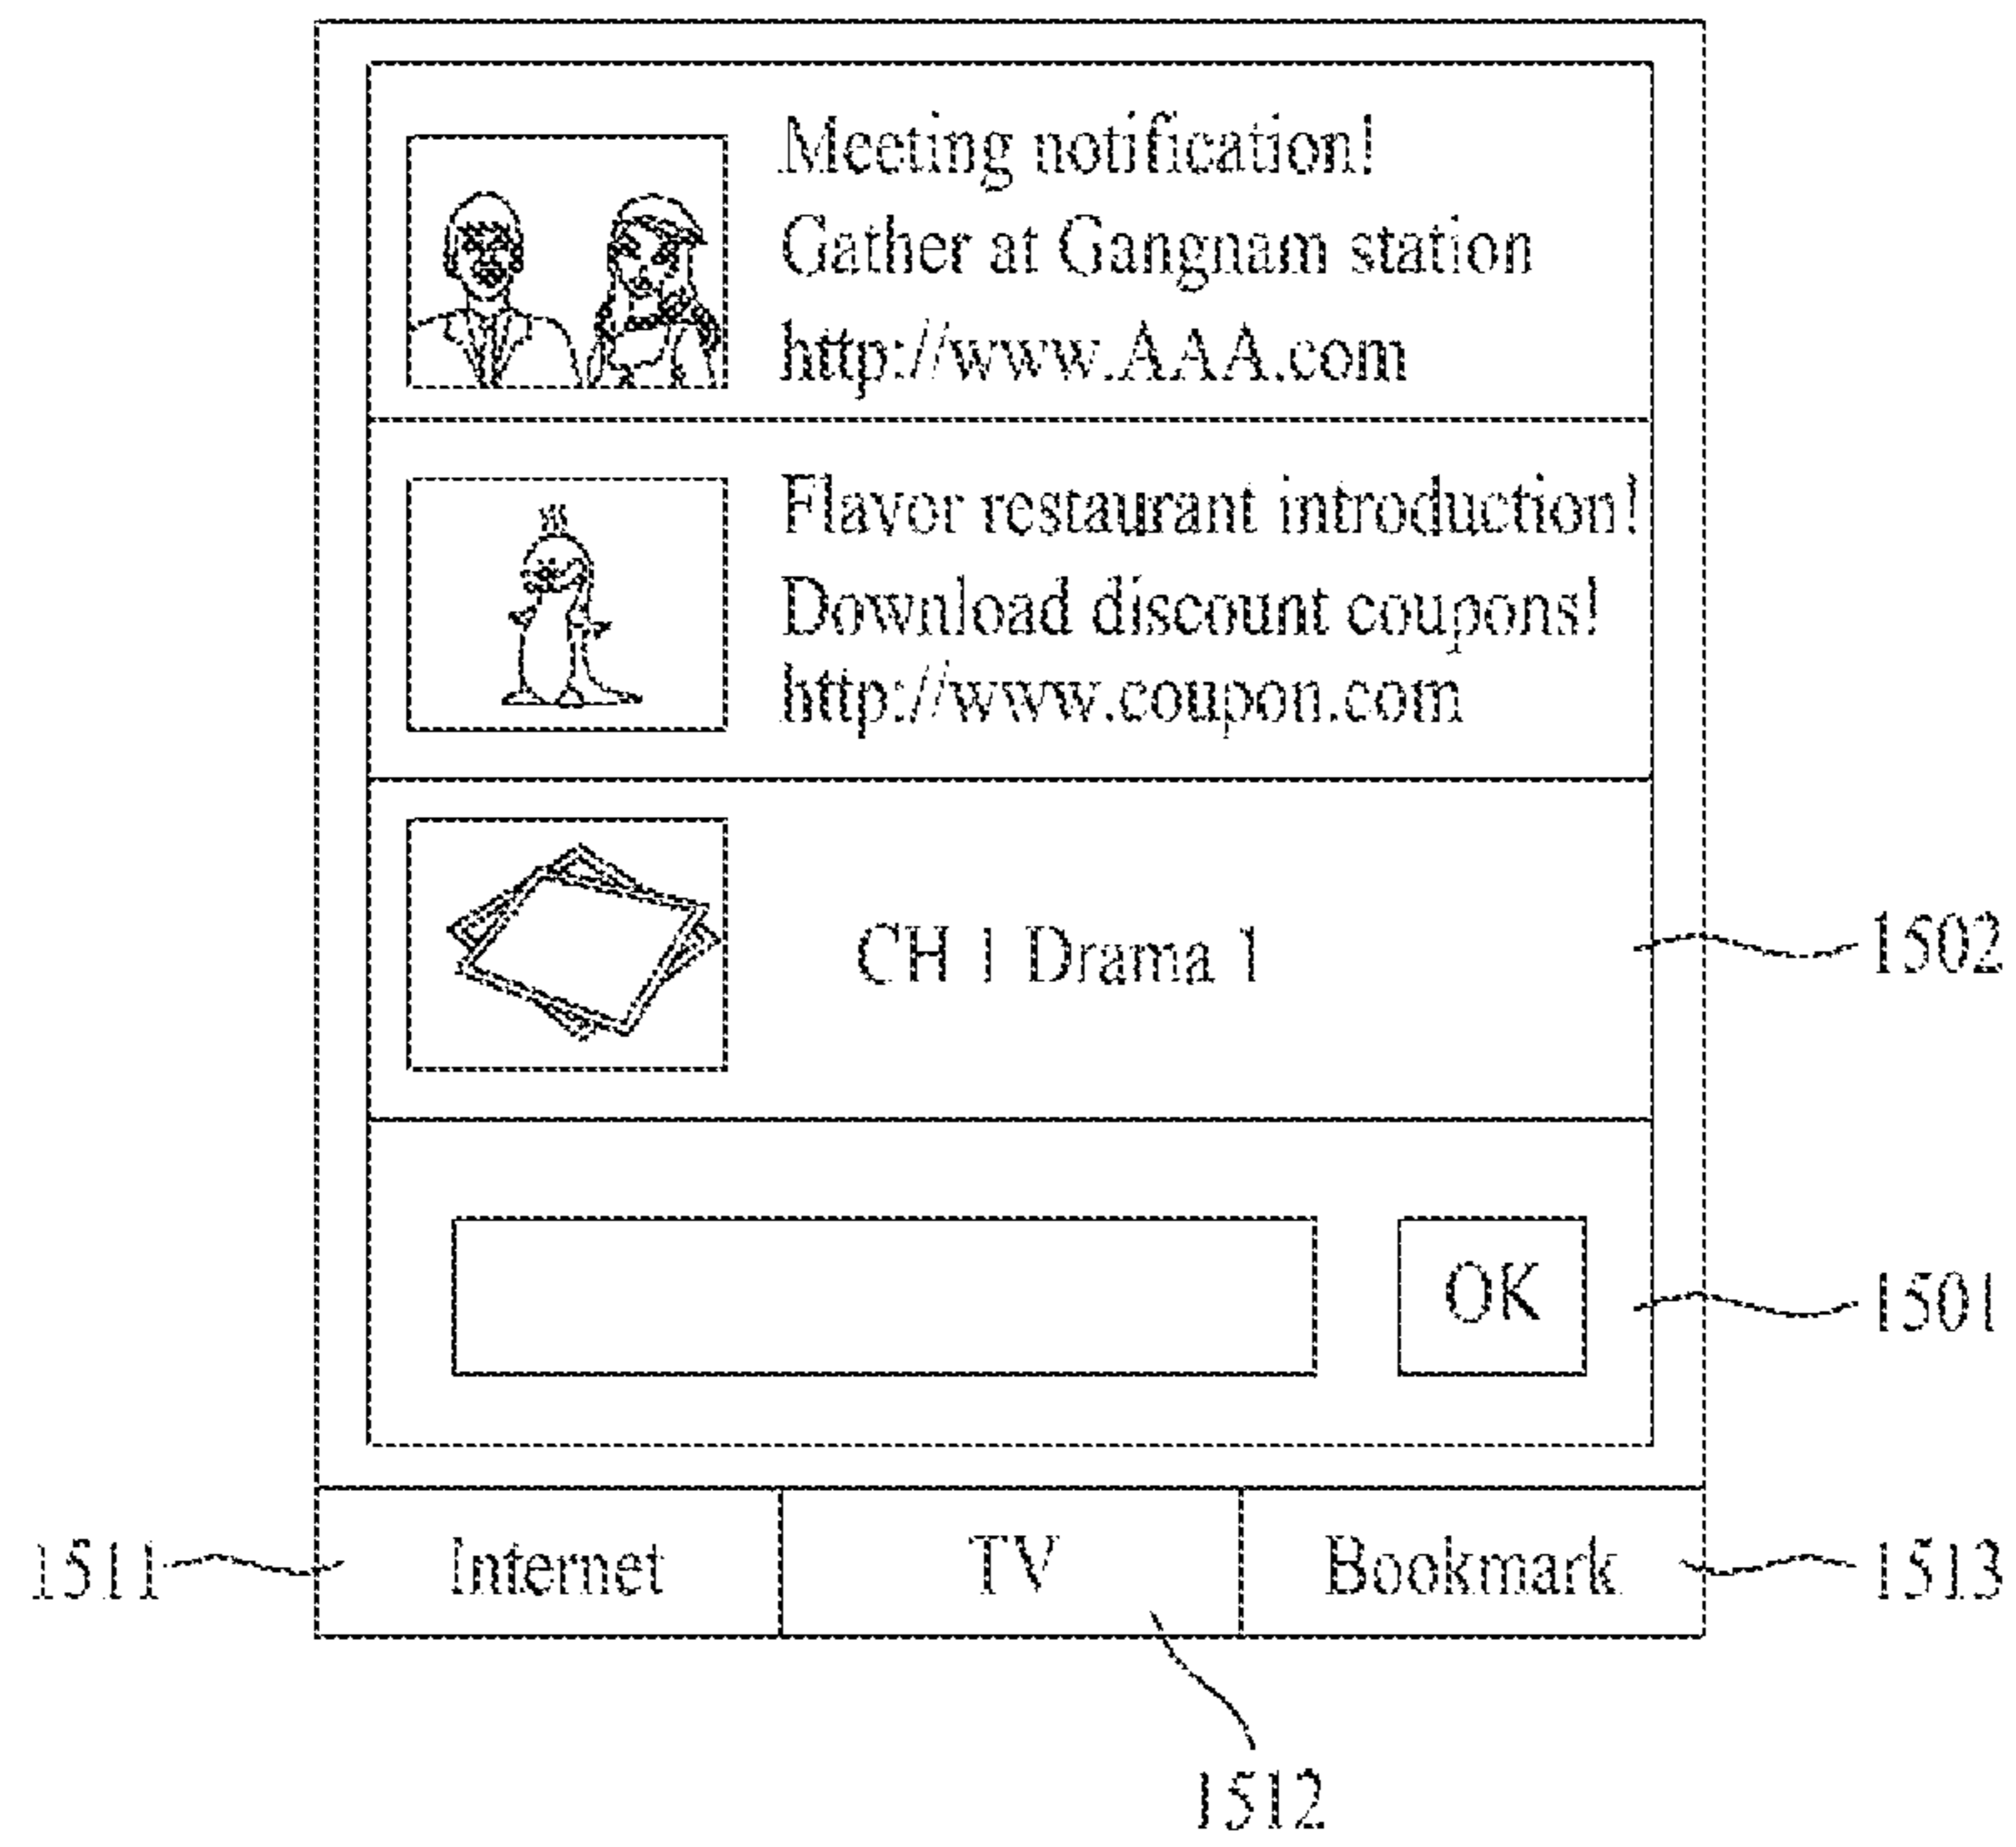 Meeting notification!
Gather at Gangnam station
http://www.AAA.com
Flavor restaurant introduction!
Download discount coupons!
http://www.coupon.com
CH 1 Drama 1
1502
OK
1501
1511
Internet
TV
Bookmark
1513
1512